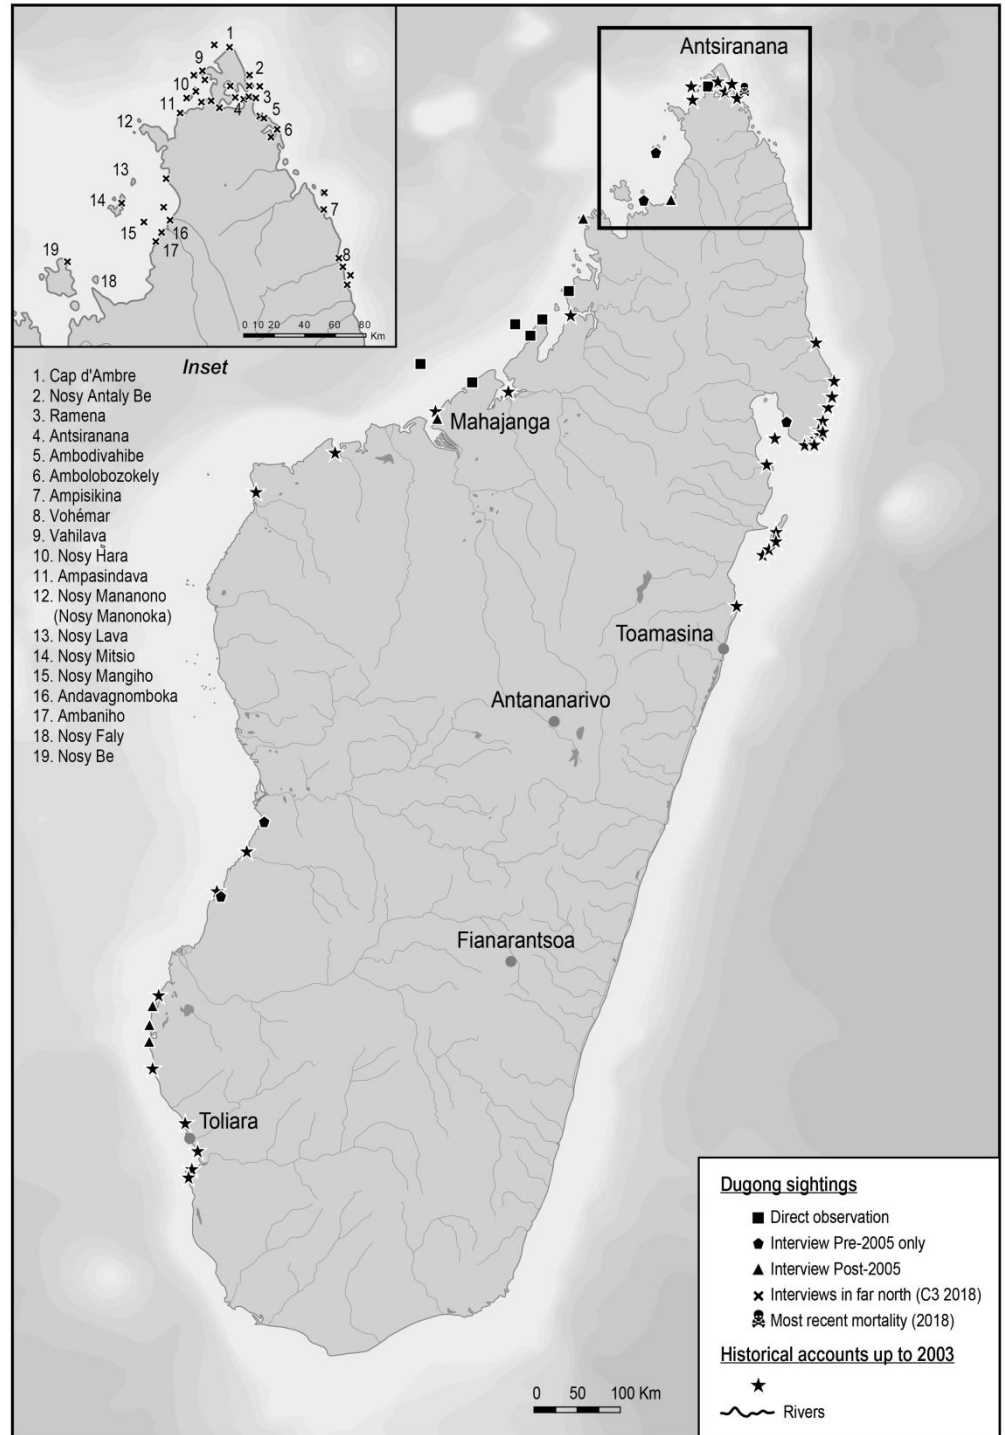 Antsiranana
1
2
3
4
5
6
7
8
9
10
11
12
13
14
15
16
17
18
19
0 10 20 40 60 80
Km
Inset
1. Cap d'Ambre
2. Nosy Antaly Be
3. Ramena
4. Antsiranana
5. Ambodivahibe
6. Ambolobozokely
7. Ampisikina
8. Vohémar
9. Vahilava
10. Nosy Hara
11. Ampasindava
12. Nosy Mananono
(Nosy Manonoka)
13. Nosy Lava
14. Nosy Mitsio
15. Nosy Mangiho
16. Andavagnomboka
17. Ambaniho
18. Nosy Faly
19. Nosy Be
Mahajanga
Toamasina
Antananarivo
Fianarantsoa
Toliara
0 50 100 Km
Dugong sightings
Direct observation
Interview Pre-2005 only
Interview Post-2005
Interviews in far north (C3 2018)
Most recent mortality (2018)
Historical accounts up to 2003
Rivers